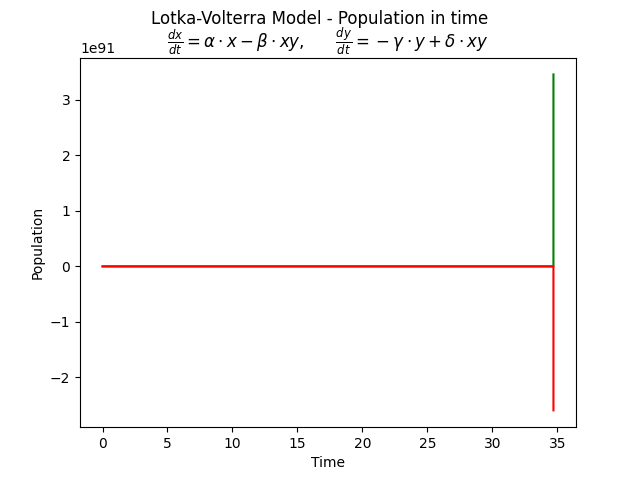 Lotka-Volterra Model - Population in time
dx/dt = α · x − β · xy, dy/dt = −γ · y + δ · xy
1e91
3
2
1
0
−1
−2
Population
0 5 10 15 20 25 30 35
Time